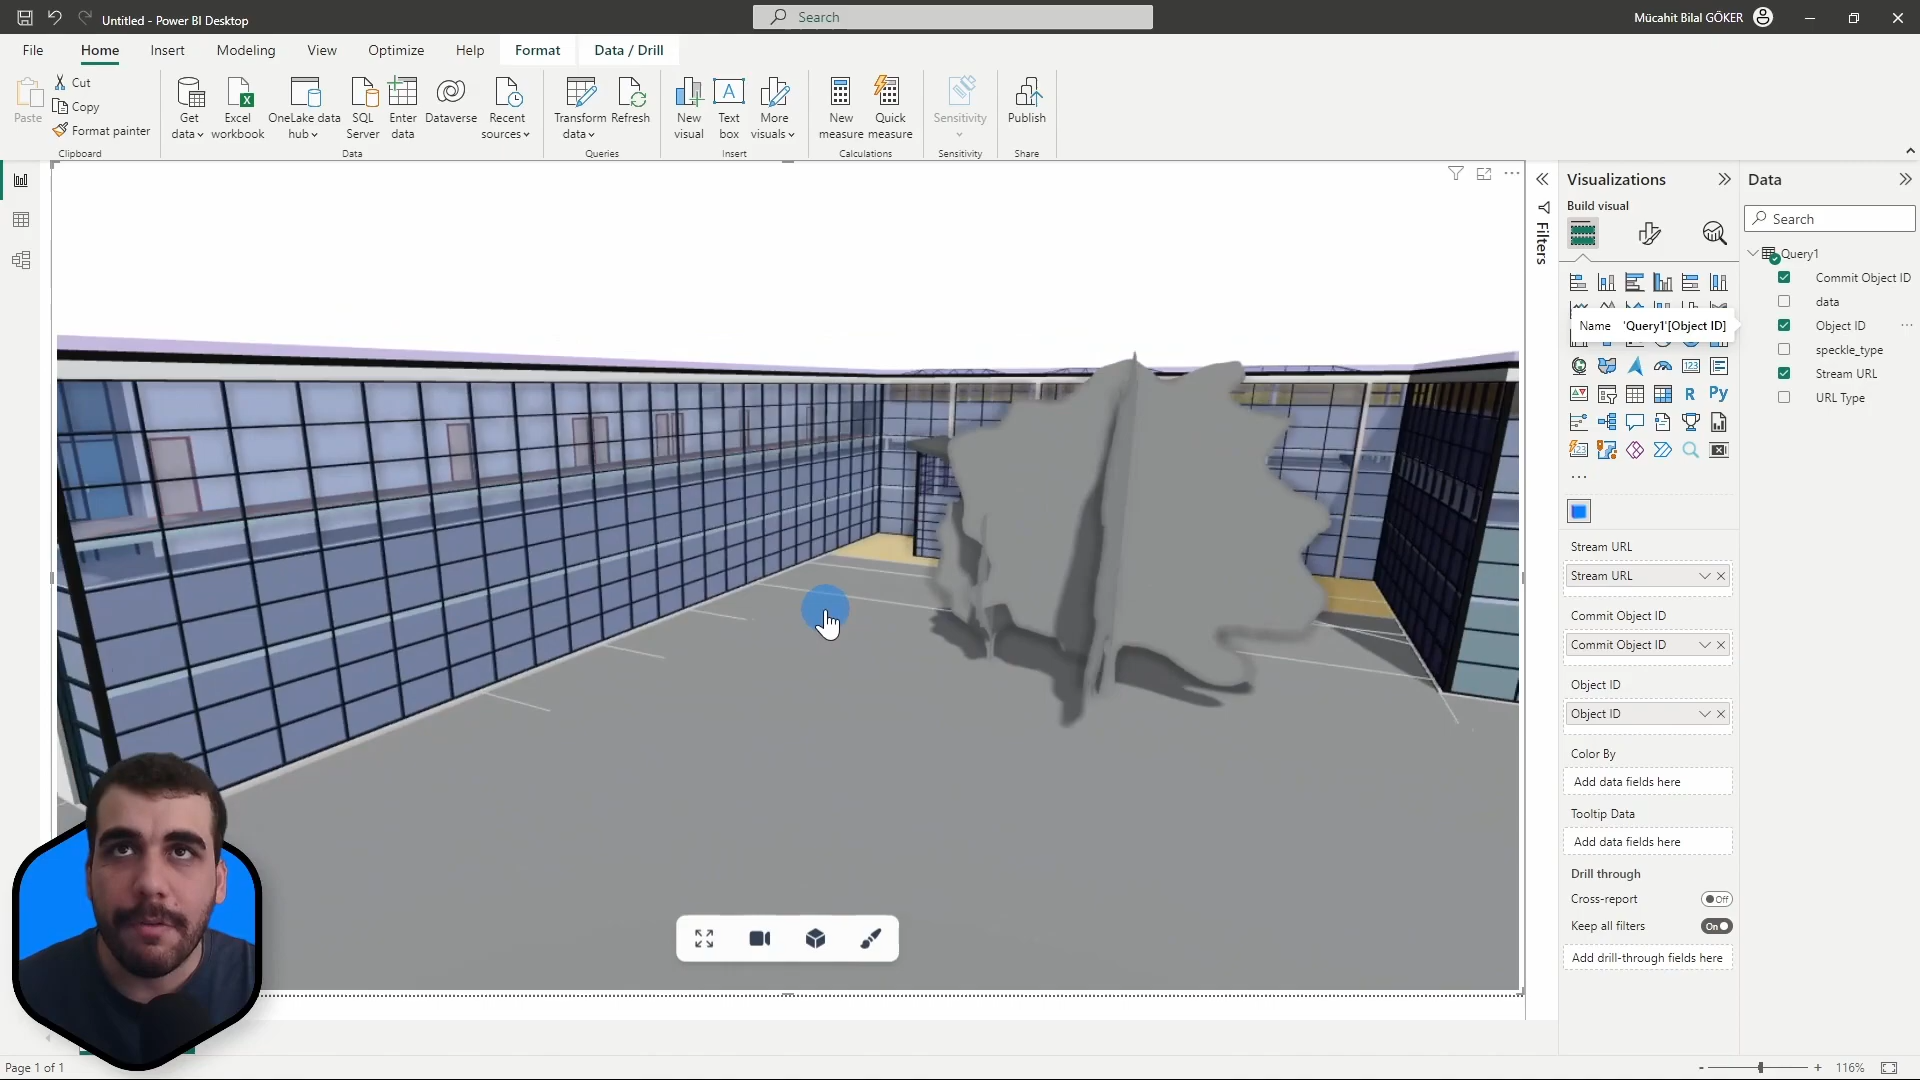 Untitled - Power BI Desktop
Search
Mücahit Bilal GÖKER
File
Home
Insert
Modeling
View
Optimize
Help
Format
Data / Drill
Paste
Cut
Copy
Format painter
Clipboard
Get data
Excel workbook
OneLake data hub
SQL Server
Enter data
Dataverse
Recent sources
Data
Transform data
Refresh
Queries
New visual
Text box
More visuals
Insert
New measure
Quick measure
Calculations
Sensitivity
Sensitivity
Publish
Share
Filters
Visualizations
Build visual
Name 'Query1'[Object ID]
123
R
Py
Stream URL
Stream URL
Commit Object ID
Commit Object ID
Object ID
Object ID
Color By
Add data fields here
Tooltip Data
Add data fields here
Drill through
Cross-report
Off
Keep all filters
On
Add drill-through fields here
Data
Search
Query1
Commit Object ID
data
Object ID
speckle_type
Stream URL
URL Type
Page 1 of 1
116%